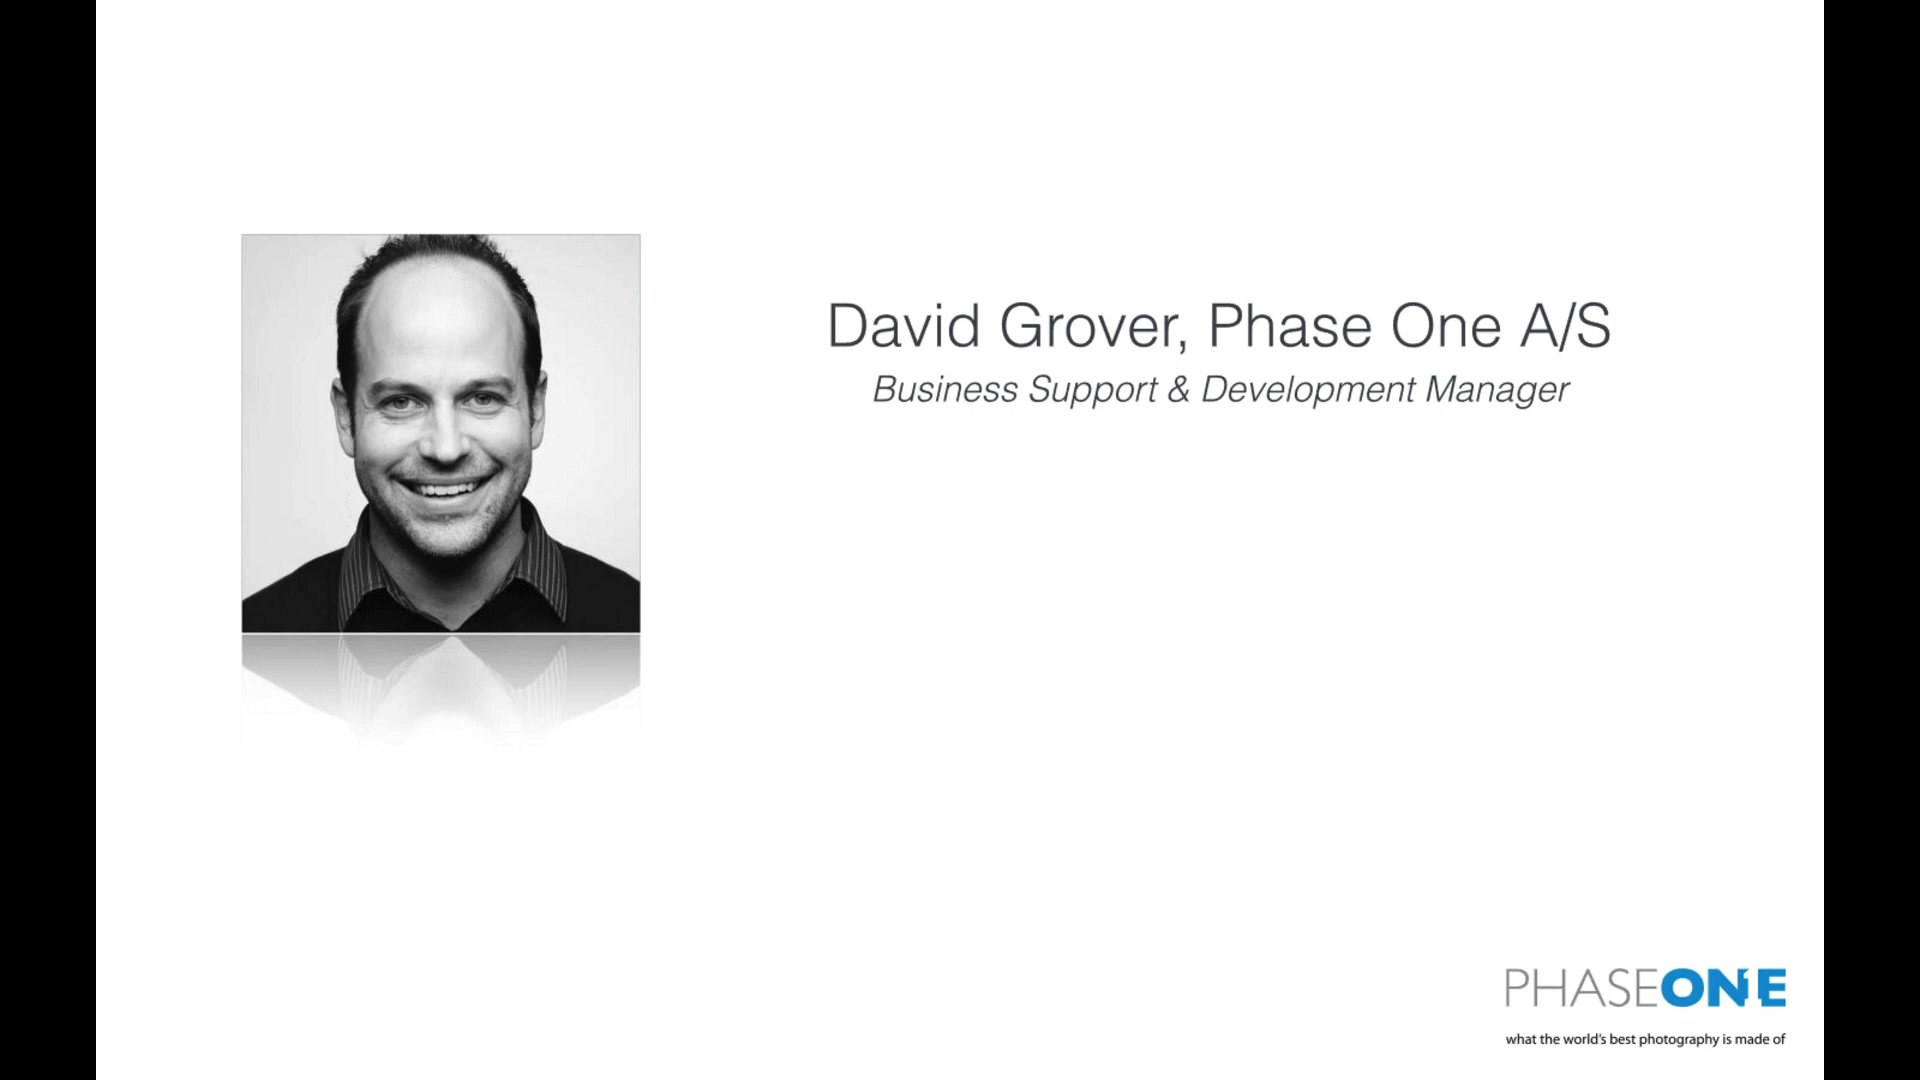 David Grover, Phase One A/S
Business Support & Development Manager
PHASEONE
what the world's best photography is made of